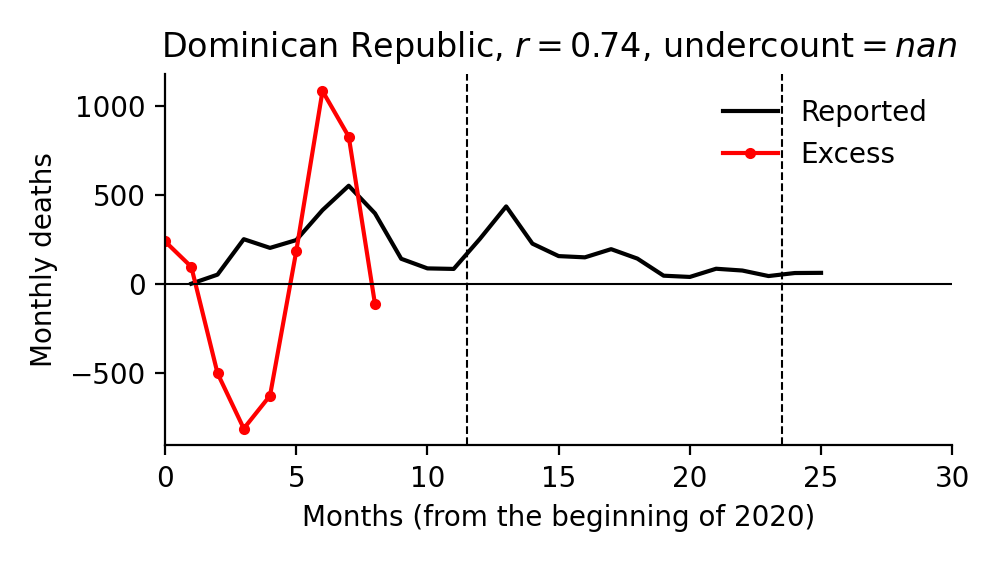 Dominican Republic, r = 0.74, undercount = nan
Monthly deaths
1000
500
0
−500
Reported
Excess
0 5 10 15 20 25 30
Months (from the beginning of 2020)